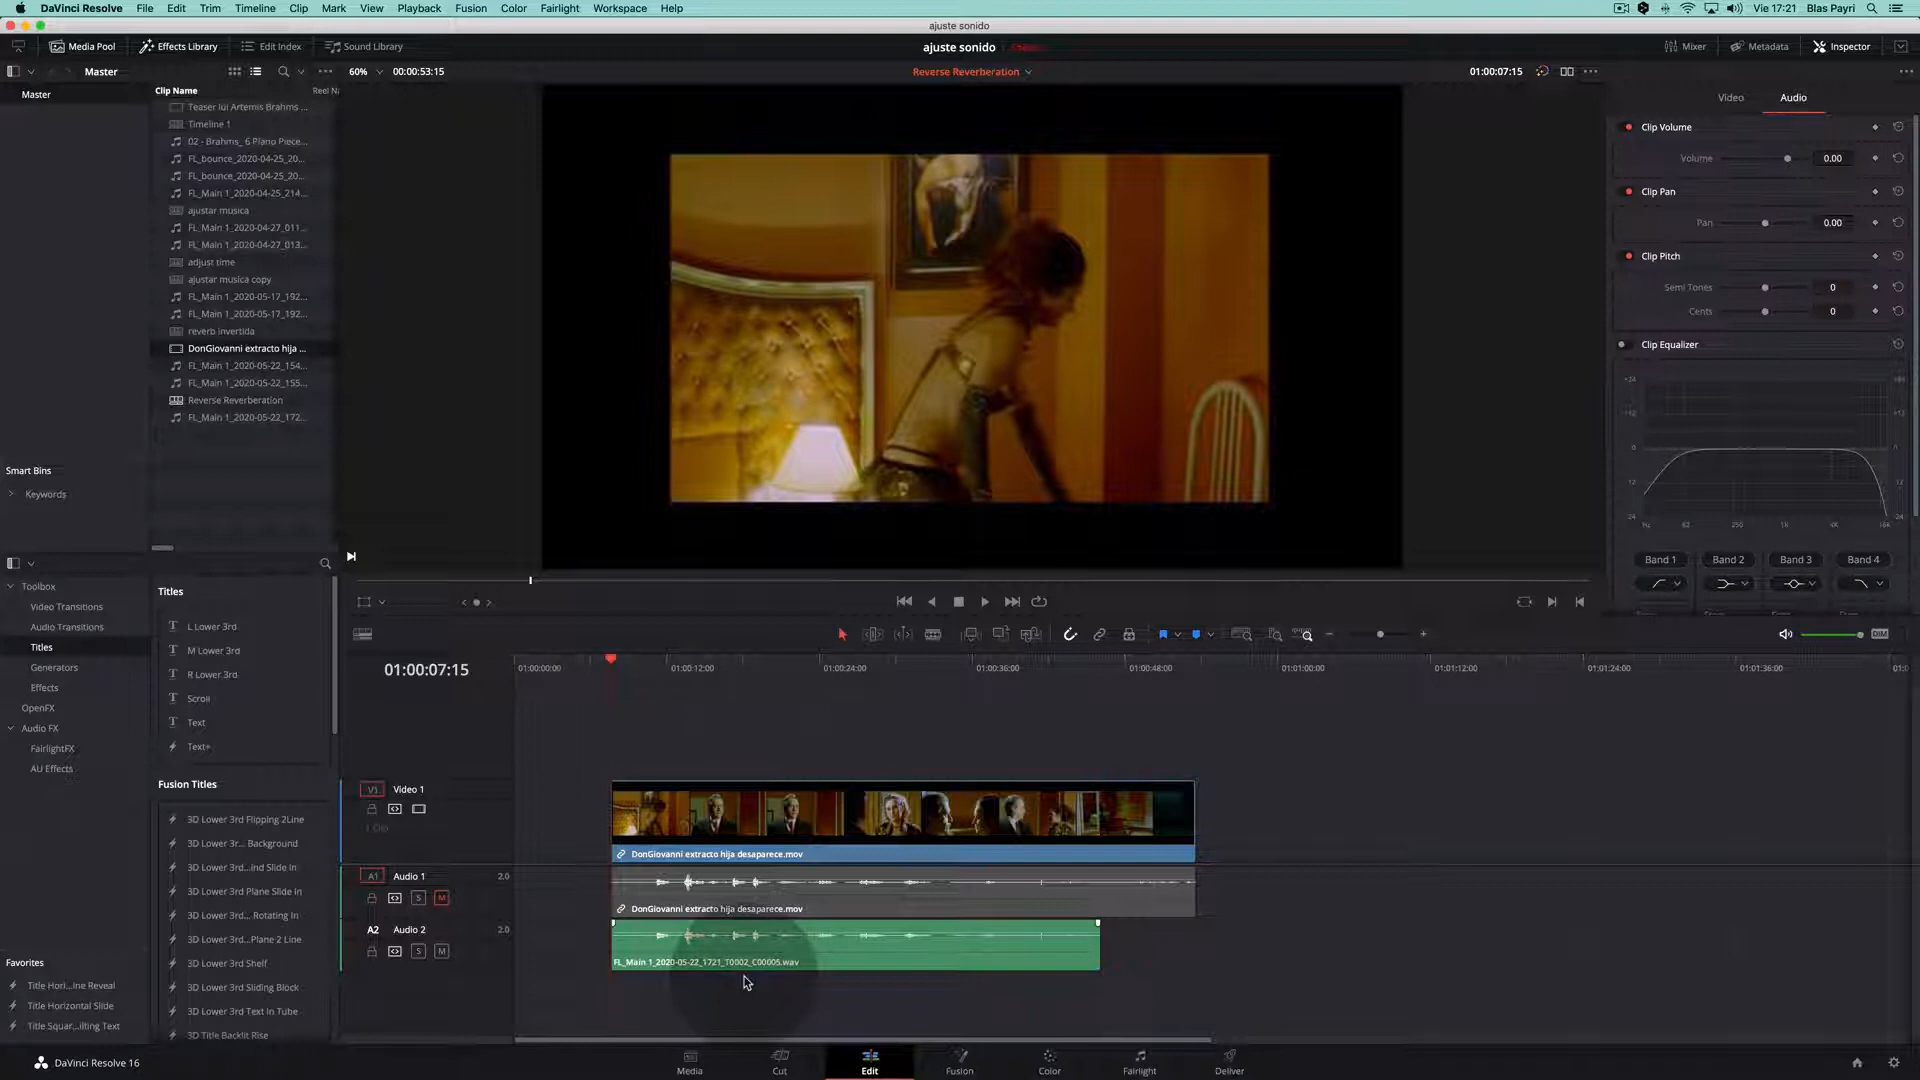 DaVinci Resolve File Edit Trim Timeline Clip Mark View Playback Fusion Color Fairlight Workspace Help Vie 17:21 Blas Payri
ajuste sonido
Media Pool Effects Library Edit Index Sound Library ajuste sonido Mixer Metadata Inspector
Master 60% 00:00:53:15 Reverse Reverberation 01:00:07:15
Master
Clip Name Reel N
Teaser lui Artemis Brahms ...
Timeline 1
02 - Brahms_ 6 Piano Piece...
FL_bounce_2020-04-25_20...
FL_bounce_2020-04-25_20...
FL_Main 1_2020-04-25_214...
ajustar musica
FL_Main 1_2020-04-27_011...
FL_Main 1_2020-04-27_013...
adjust time
ajustar musica copy
FL_Main 1_2020-05-17_192...
FL_Main 1_2020-05-17_192...
reverb invertida
DonGiovanni extracto hija ...
FL_Main 1_2020-05-22_154...
FL_Main 1_2020-05-22_155...
Reverse Reverberation
FL_Main 1_2020-05-22_172...
Smart Bins
Keywords
Video Audio
Clip Volume
Volume 0.00
Clip Pan
Pan 0.00
Clip Pitch
Semi Tones 0
Cents 0
Clip Equalizer
Band 1 Band 2 Band 3 Band 4
Toolbox
Video Transitions
Audio Transitions
Titles
Generators
Effects
OpenFX
Audio FX
FairlightFX
AU Effects
Favorites
Title Hori...ine Reveal
Title Horizontal Slide
Title Squar...ilting Text
Titles
L Lower 3rd
M Lower 3rd
R Lower 3rd
Scroll
Text
Text+
Fusion Titles
3D Lower 3rd Flipping 2Line
3D Lower 3r... Background
3D Lower 3rd...ind Slide In
3D Lower 3rd Plane Slide In
3D Lower 3rd... Rotating In
3D Lower 3rd...Plane 2 Line
3D Lower 3rd Shelf
3D Lower 3rd Sliding Block
3D Lower 3rd Text In Tube
3D Title Backlit Rise
DIM
01:00:07:15 01:00:00:00 01:00:12:00 01:00:24:00 01:00:36:00 01:00:48:00 01:01:00:00 01:01:12:00 01:01:24:00 01:01:36:00
V1 Video 1
1 Clip
DonGiovanni extracto hija desaparece.mov
A1 Audio 1 2.0
S M
DonGiovanni extracto hija desaparece.mov
A2 Audio 2 2.0
S M
FL_Main 1_2020-05-22_1721_T0002_C00005.wav
DaVinci Resolve 16
Media Cut Edit Fusion Color Fairlight Deliver